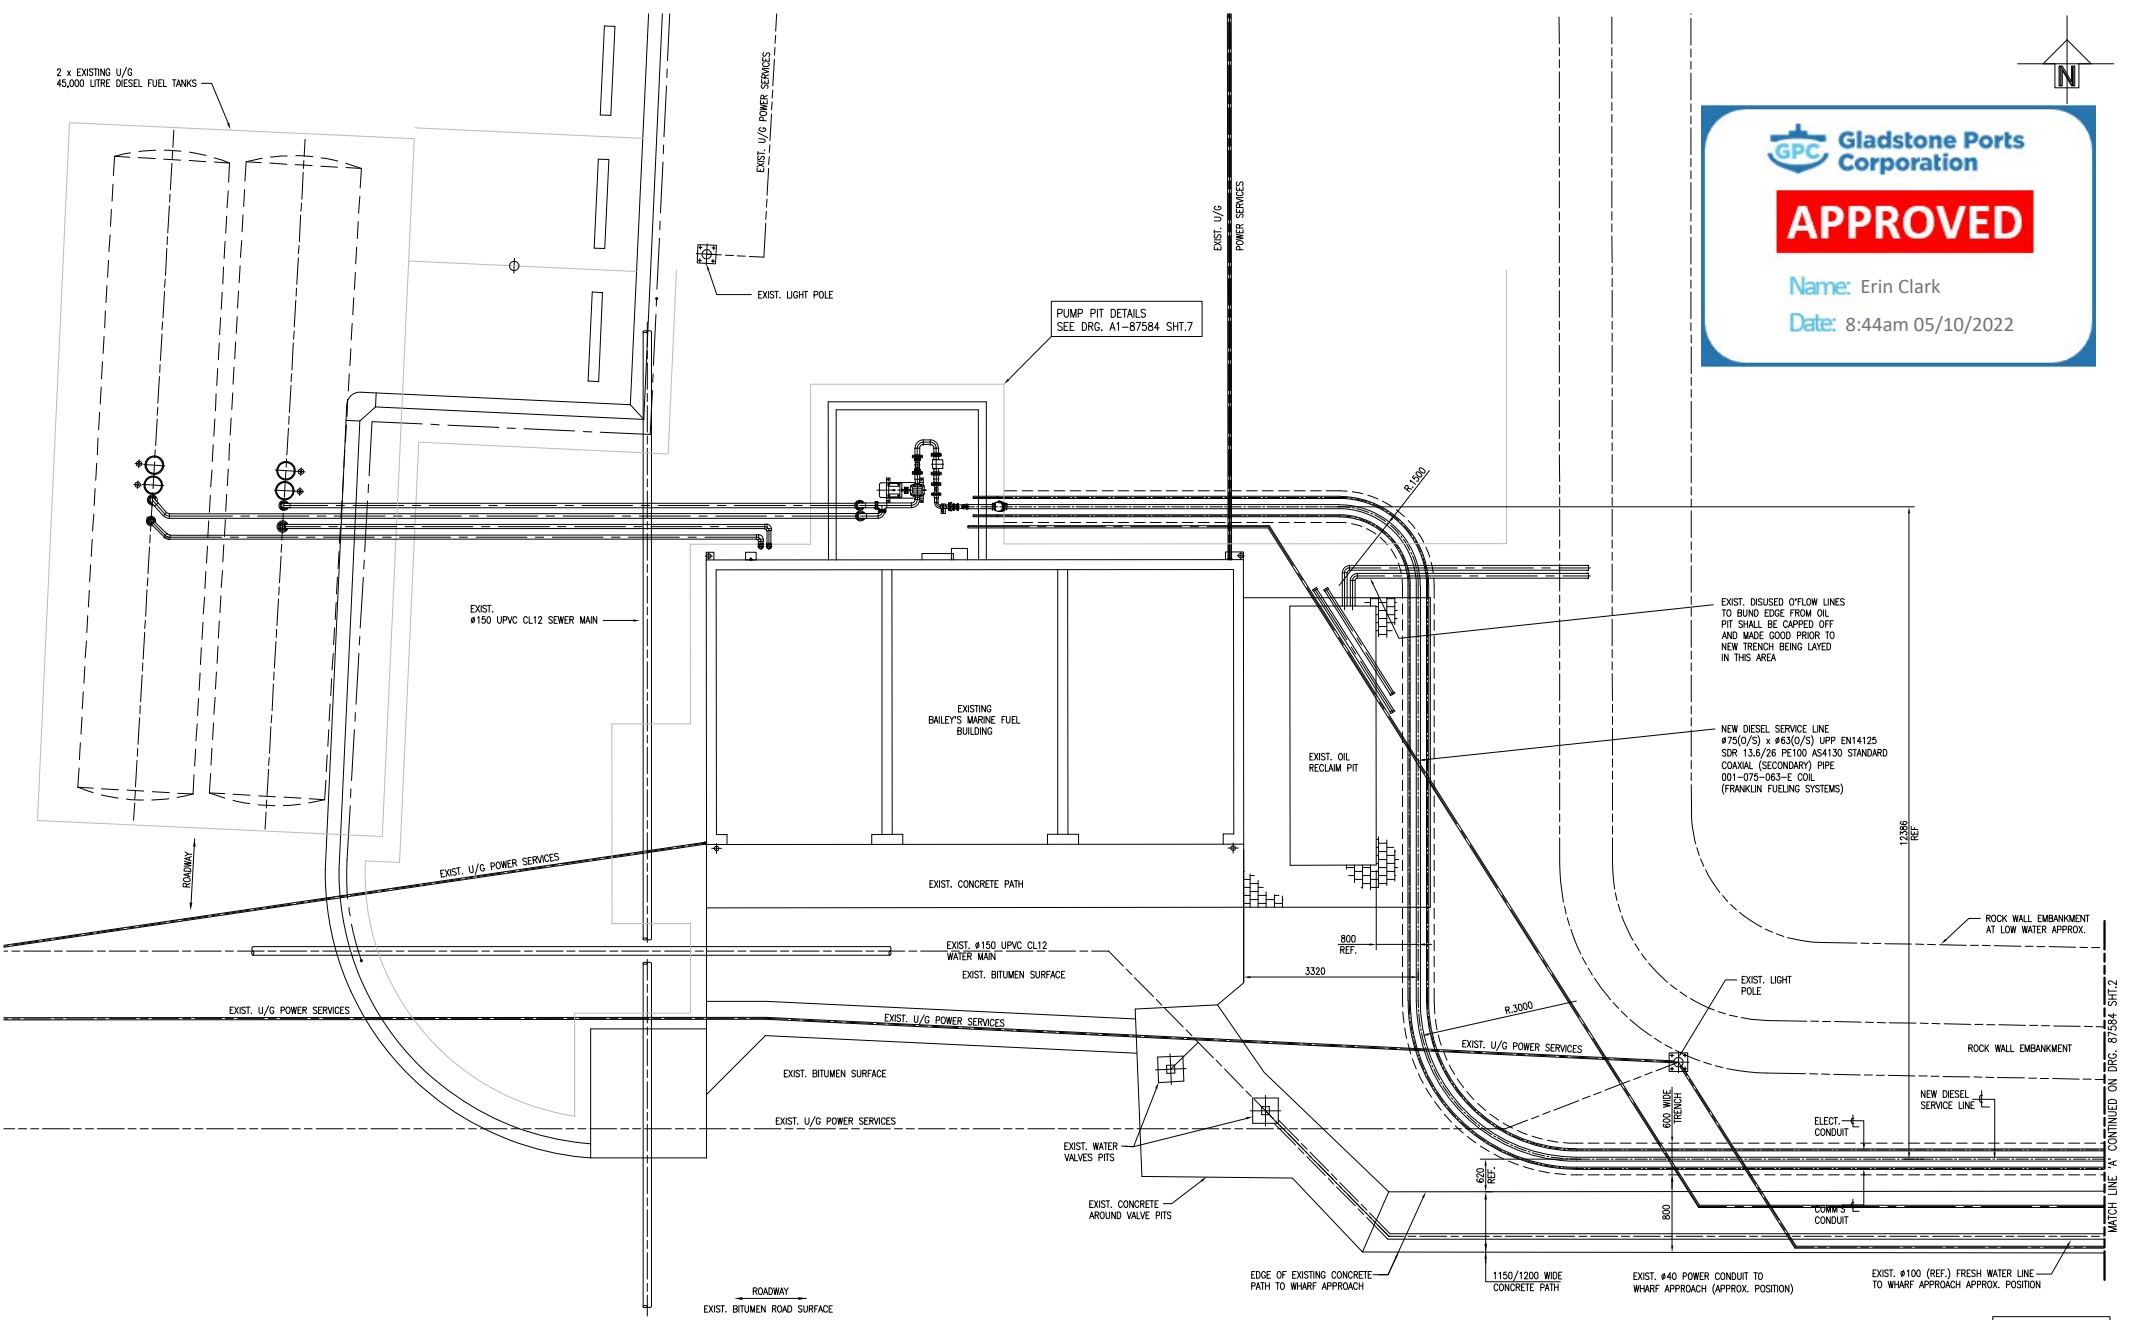 2 x EXISTING U/G
45,000 LITRE DIESEL FUEL TANKS
EXIST. U/G POWER SERVICES
EXIST. U/G
POWER SERVICES
N
GPC
Gladstone Ports
Corporation
APPROVED
Name: Erin Clark
Date: 8:44am 05/10/2022
EXIST. LIGHT POLE
PUMP PIT DETAILS
SEE DRG. A1-87584 SHT.7
R.1500
EXIST.
ø150 UPVC CL12 SEWER MAIN
EXIST. DISUSED O'FLOW LINES
TO BUND EDGE FROM OIL
PIT SHALL BE CAPPED OFF
AND MADE GOOD PRIOR TO
NEW TRENCH BEING LAYED
IN THIS AREA
EXISTING
BAILEY'S MARINE FUEL
BUILDING
EXIST. OIL
RECLAIM PIT
NEW DIESEL SERVICE LINE
ø75(O/S) x ø63(O/S) UPP EN14125
SDR 13.6/26 PE100 AS4130 STANDARD
COAXIAL (SECONDARY) PIPE
001-075-063-E COIL
(FRANKLIN FUELING SYSTEMS)
12386
REF
ROADWAY
EXIST. U/G POWER SERVICES
EXIST. CONCRETE PATH
ROCK WALL EMBANKMENT
AT LOW WATER APPROX.
EXIST. ø150 UPVC CL12
WATER MAIN
800
REF.
EXIST. BITUMEN SURFACE
3320
EXIST. LIGHT
POLE
EXIST. U/G POWER SERVICES
EXIST. U/G POWER SERVICES
R.3000
EXIST. U/G POWER SERVICES
ROCK WALL EMBANKMENT
EXIST. BITUMEN SURFACE
600 WIDE
TRENCH
NEW DIESEL
SERVICE LINE
EXIST. U/G POWER SERVICES
ELECT.
CONDUIT
EXIST. WATER
VALVES PITS
620
REF.
EXIST. CONCRETE
AROUND VALVE PITS
800
COMM'S
CONDUIT
MATCH LINE 'A' CONTINUED ON DRG. 87584 SHT.2
EDGE OF EXISTING CONCRETE
PATH TO WHARF APPROACH
1150/1200 WIDE
CONCRETE PATH
EXIST. ø40 POWER CONDUIT TO
WHARF APPROACH (APPROX. POSITION)
EXIST. ø100 (REF.) FRESH WATER LINE
TO WHARF APPROACH APPROX. POSITION
ROADWAY
EXIST. BITUMEN ROAD SURFACE